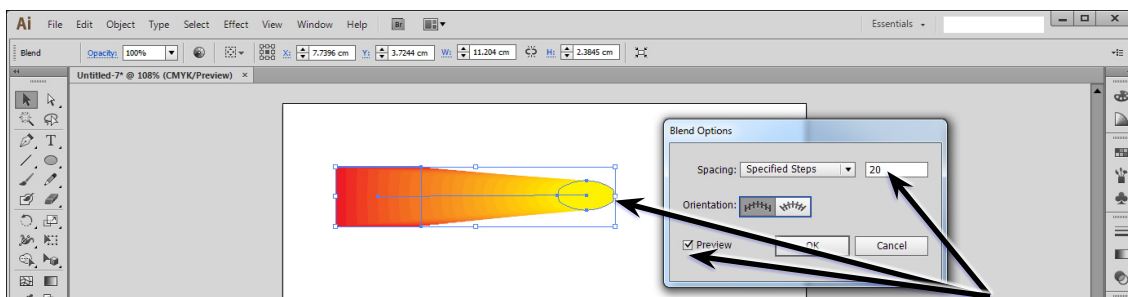 Ai File Edit Object Type Select Effect View Window Help Br Essentials
Blend Opacity: 100% X: 7.7396 cm Y: 3.7244 cm W: 11.204 cm H: 2.3845 cm
Untitled-7* @ 108% (CMYK/Preview) ×
Blend Options
Spacing: Specified Steps 20
Orientation:
Preview OK Cancel